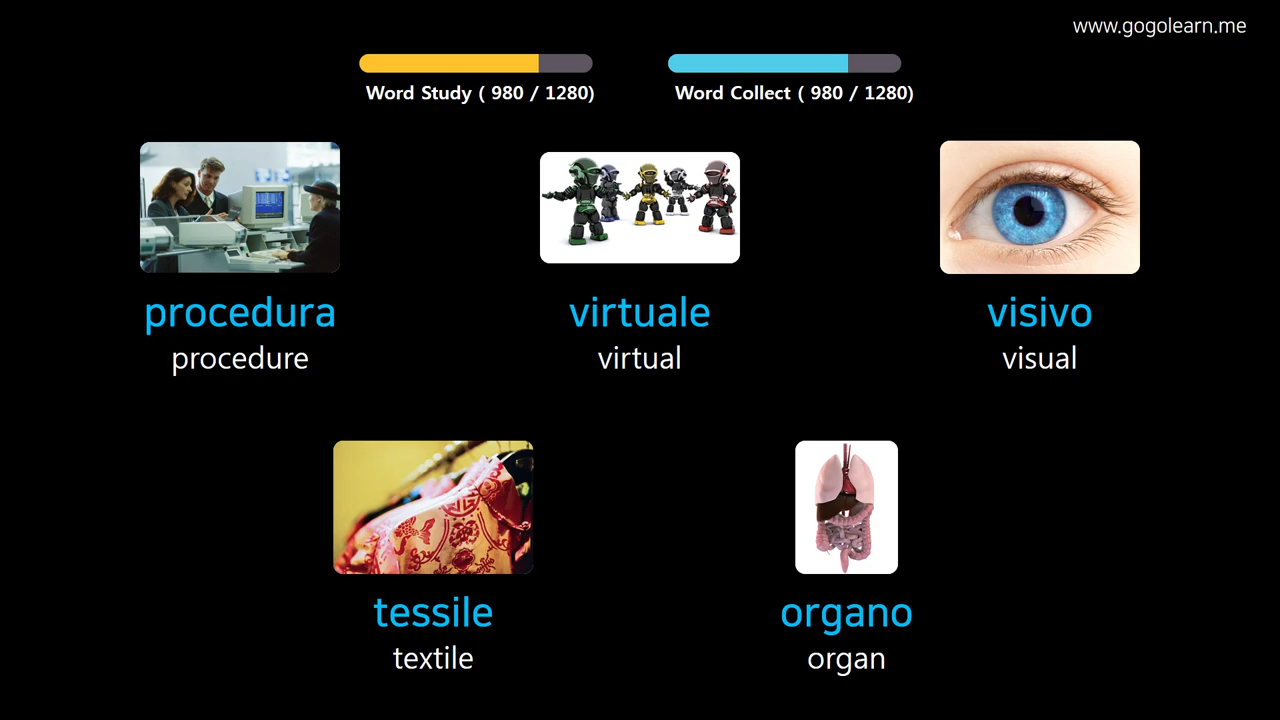 www.gogolearn.me
Word Study ( 980 / 1280)
Word Collect ( 980 / 1280)
procedura
procedure
virtuale
virtual
visivo
visual
tessile
textile
organo
organ